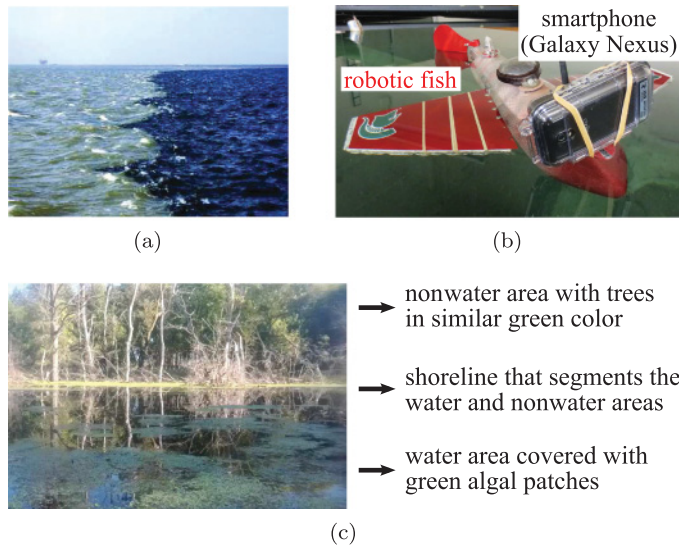 smartphone
(Galaxy Nexus)
robotic fish
(a)
(b)
nonwater area with trees
in similar green color
shoreline that segments the
water and nonwater areas
water area covered with
green algal patches
(c)